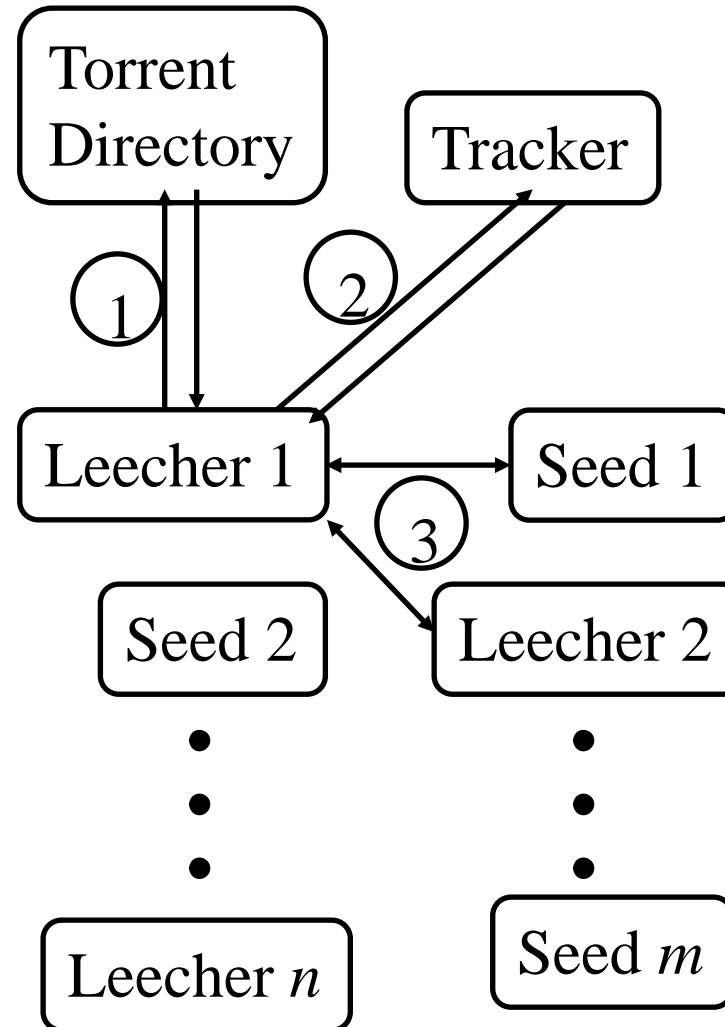 Torrent
Directory
Tracker
1
2
Leecher 1
Seed 1
3
Seed 2
Leecher 2
Seed m
Leecher n